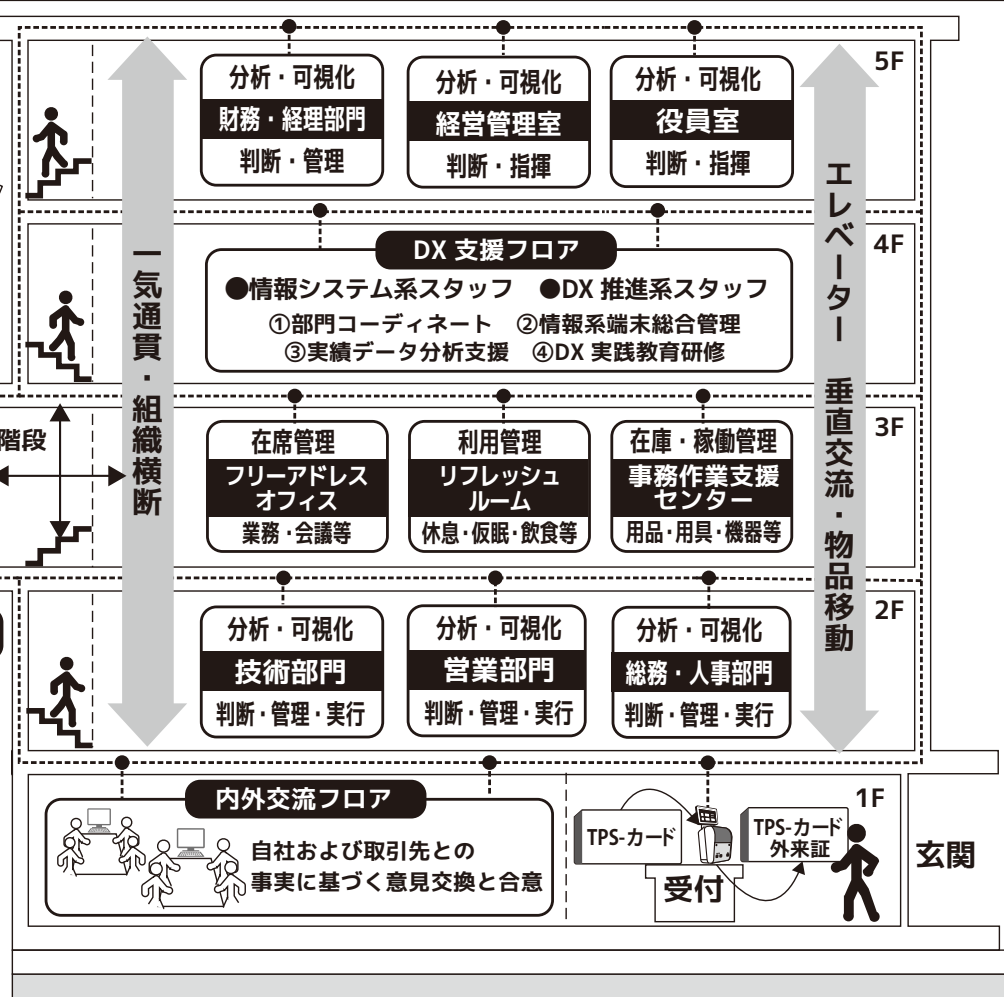 5F
分析・可視化
財務・経理部門
判断・管理
分析・可視化
経営管理室
判断・指揮
分析・可視化
役員室
判断・指揮
一気通貫・組織横断
エレベーター 垂直交流・物品移動
4F
DX 支援フロア
●情報システム系スタッフ ●DX 推進系スタッフ
①部門コーディネート ②情報系端末総合管理
③実績データ分析支援 ④DX 実践教育研修
3F
階段
在席管理
フリーアドレス
オフィス
業務・会議等
利用管理
リフレッシュ
ルーム
休息・仮眠・飲食等
在庫・稼働管理
事務作業支援
センター
用品・用具・機器等
2F
分析・可視化
技術部門
判断・管理・実行
分析・可視化
営業部門
判断・管理・実行
分析・可視化
総務・人事部門
判断・管理・実行
1F
内外交流フロア
自社および取引先との
事実に基づく意見交換と合意
TPS-カード
受付
TPS-カード
外来証
玄関